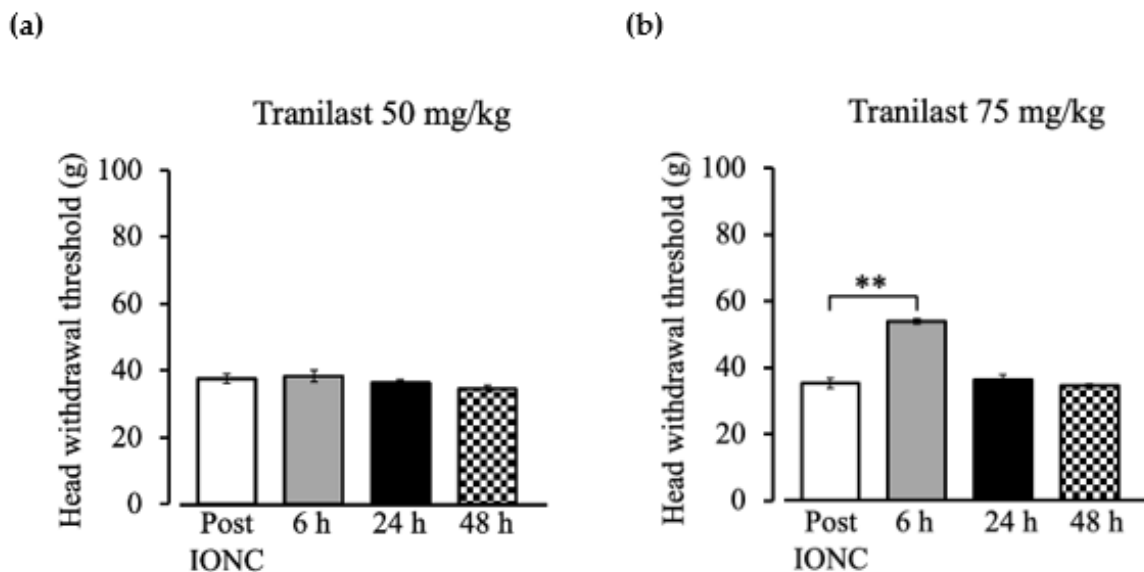 (a)
Tranilast 50 mg/kg
Head withdrawal threshold (g)
100
80
60
40
20
0
Post
IONC
6 h
24 h
48 h
(b)
Tranilast 75 mg/kg
Head withdrawal threshold (g)
100
80
60
40
20
0
**
Post
IONC
6 h
24 h
48 h